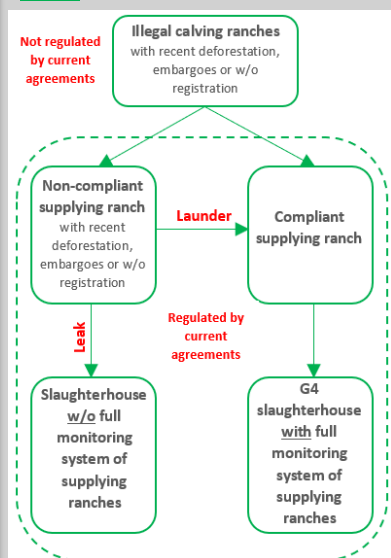 Not regulated
by current
agreements
Illegal calving ranches
with recent deforestation,
embargoes or w/o
registration
Non-compliant
supplying ranch
with recent
deforestation,
embargoes or w/o
registration
Launder
Compliant
supplying ranch
Leak
Regulated by
current
agreements
Slaughterhouse
w/o full
monitoring
system of
supplying
ranches
G4
slaughterhouse
with full
monitoring
system of
supplying
ranches